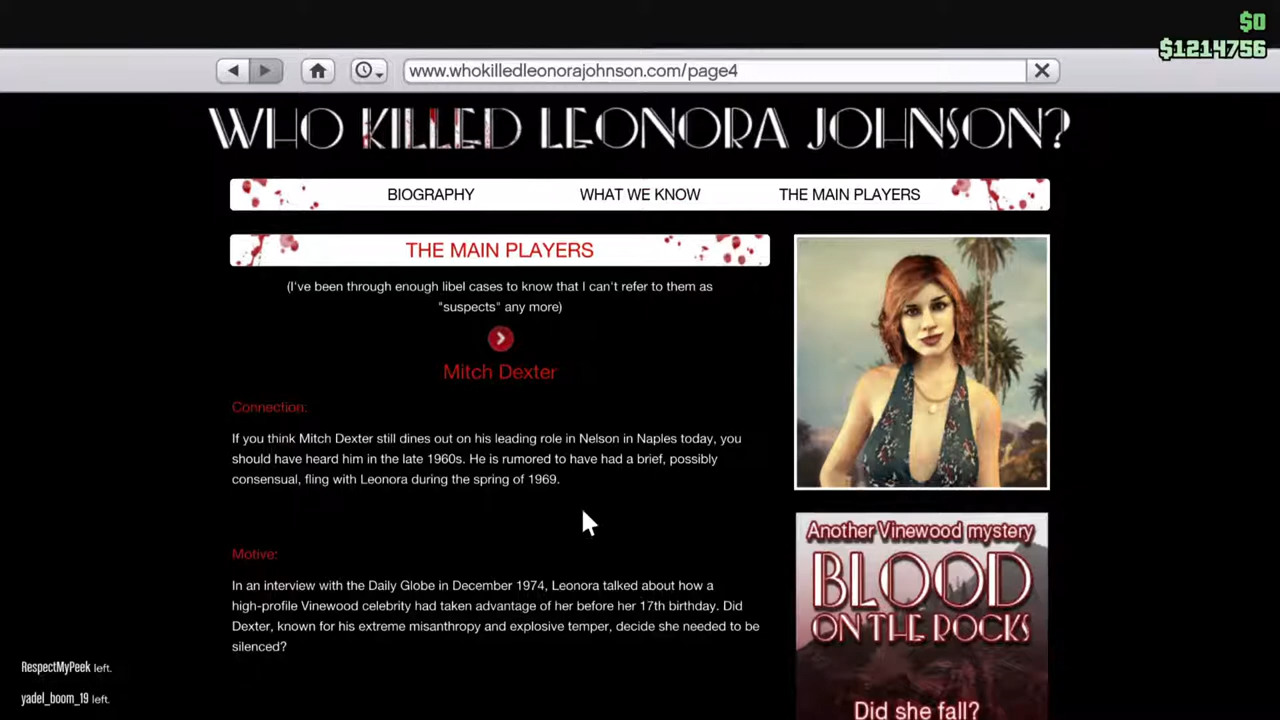 $0
$1214756
www.whokilledleonorajohnson.com/page4
WHO KILLED LEONORA JOHNSON?
BIOGRAPHY WHAT WE KNOW THE MAIN PLAYERS
THE MAIN PLAYERS
(I've been through enough libel cases to know that I can't refer to them as
"suspects" any more)
Mitch Dexter
Connection:
If you think Mitch Dexter still dines out on his leading role in Nelson in Naples today, you
should have heard him in the late 1960s. He is rumored to have had a brief, possibly
consensual, fling with Leonora during the spring of 1969.
Motive:
In an interview with the Daily Globe in December 1974, Leonora talked about how a
high-profile Vinewood celebrity had taken advantage of her before her 17th birthday. Did
Dexter, known for his extreme misanthropy and explosive temper, decide she needed to be
silenced?
Another Vinewood mystery
BLOOD
ON THE ROCKS
Did she fall?
RespectMyPeek left.
yadel_boom_19 left.